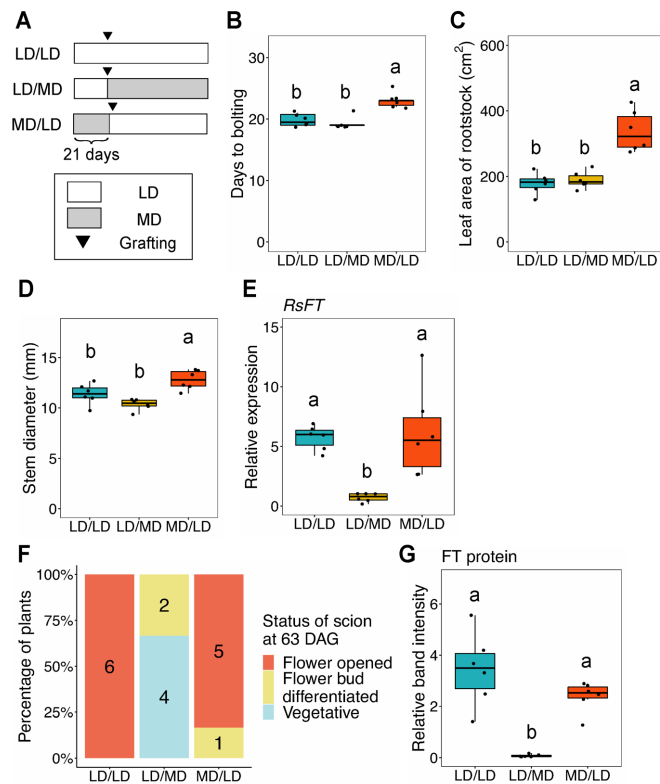 A
LD/LD
LD/MD
MD/LD
21 days
LD
MD
Grafting
B
Days to bolting
30
20
10
0
b
b
a
LD/LD
LD/MD
MD/LD
C
Leaf area of rootstock (cm²)
600
400
200
0
b
b
a
LD/LD
LD/MD
MD/LD
D
Stem diameter (mm)
15
10
5
0
b
b
a
LD/LD
LD/MD
MD/LD
E
RsFT
Relative expression
15
10
5
0
a
b
a
LD/LD
LD/MD
MD/LD
F
Percentage of plants
100%
75%
50%
25%
0%
6
2
4
5
1
LD/LD
LD/MD
MD/LD
Status of scion
at 63 DAG
Flower opened
Flower bud
differentiated
Vegetative
G
FT protein
Relative band intensity
6
4
2
0
a
b
a
LD/LD
LD/MD
MD/LD